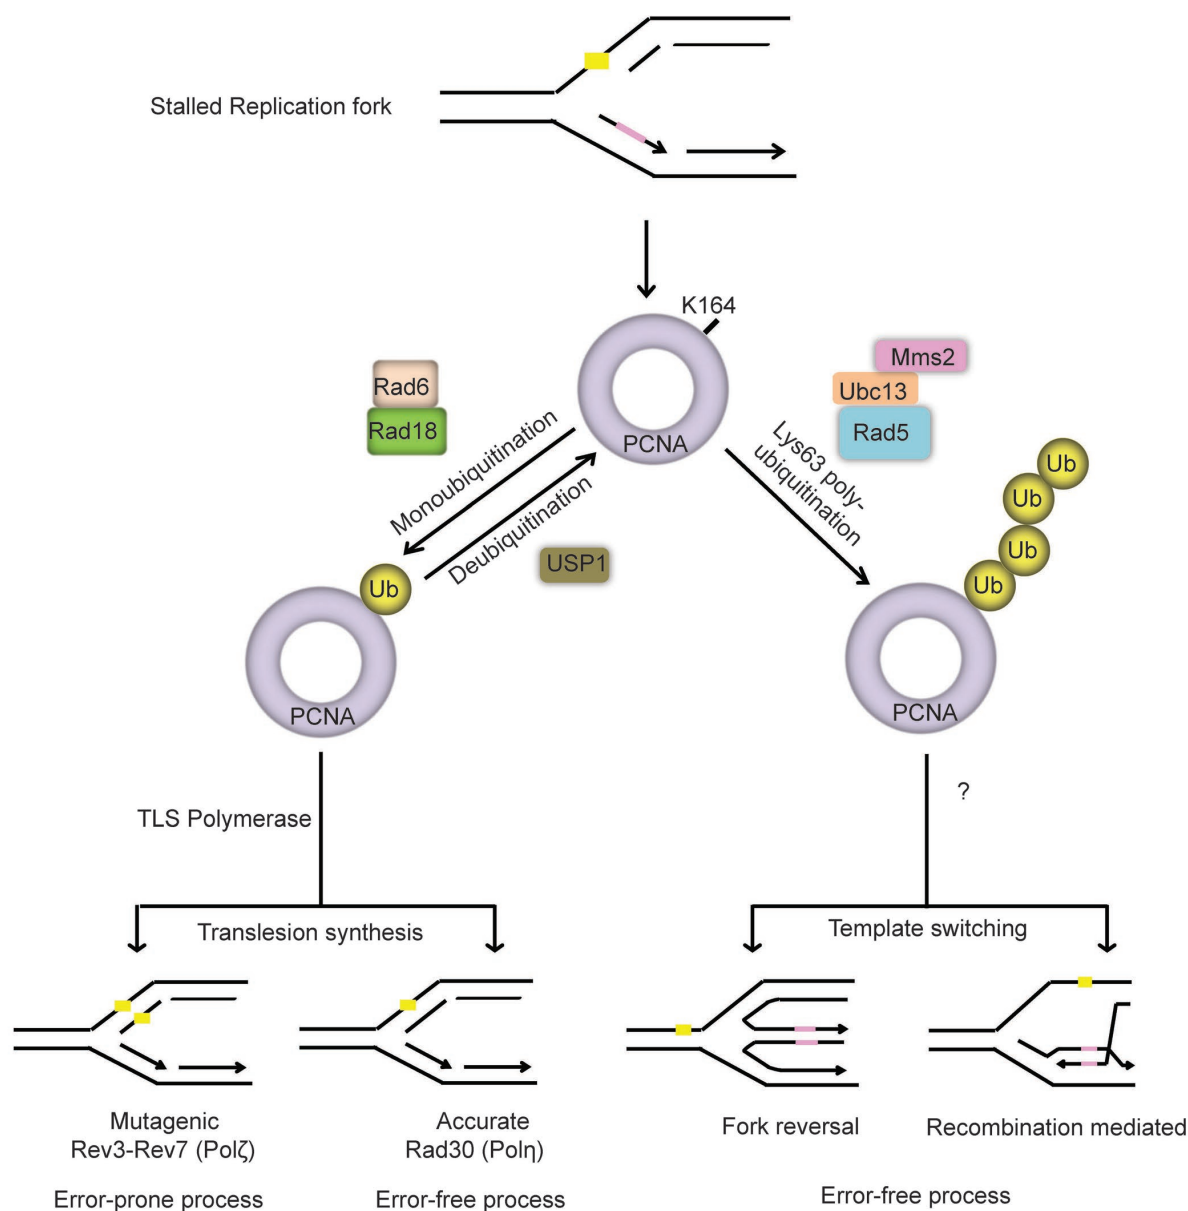 Stalled Replication fork
K164
Mms2
Rad6
Ubc13
Rad18
Rad5
PCNA
Monoubiquitination
Deubiquitination
Lys63 poly-
ubiquitination
USP1
Ub
Ub
Ub
Ub
Ub
PCNA
PCNA
TLS Polymerase
?
Translesion synthesis
Template switching
Mutagenic
Rev3-Rev7 (Polζ)
Accurate
Rad30 (Polη)
Fork reversal
Recombination mediated
Error-prone process
Error-free process
Error-free process